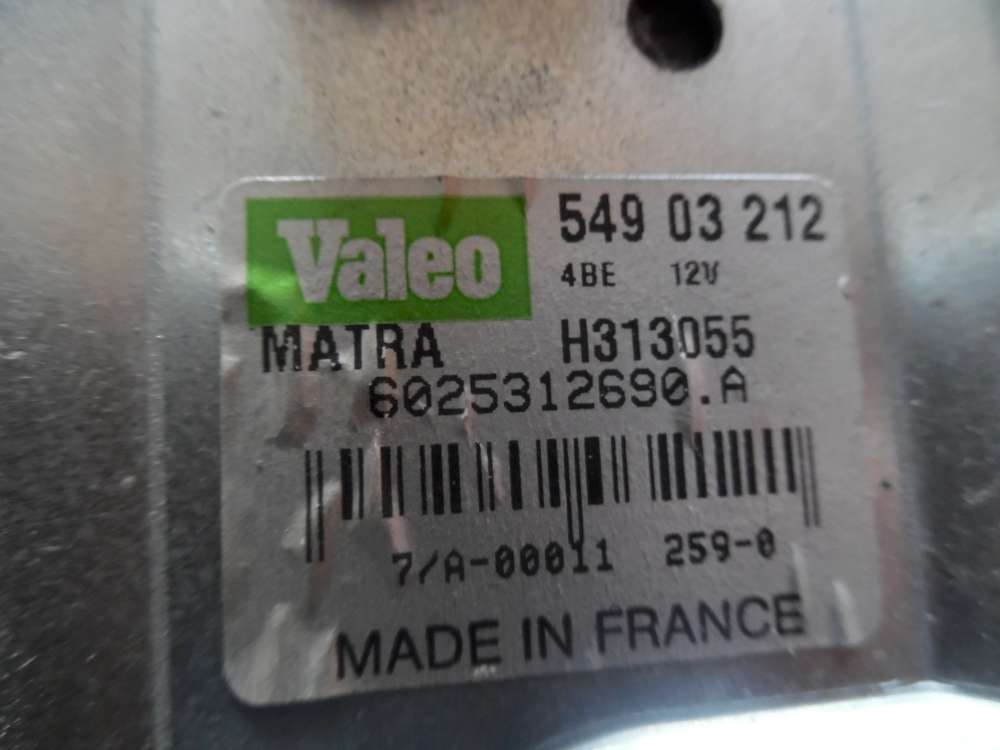 Valeo 549 03 212
4BE 12V
MATRA H313055
6025312690.A
7/A-00011 259-0
MADE IN FRANCE